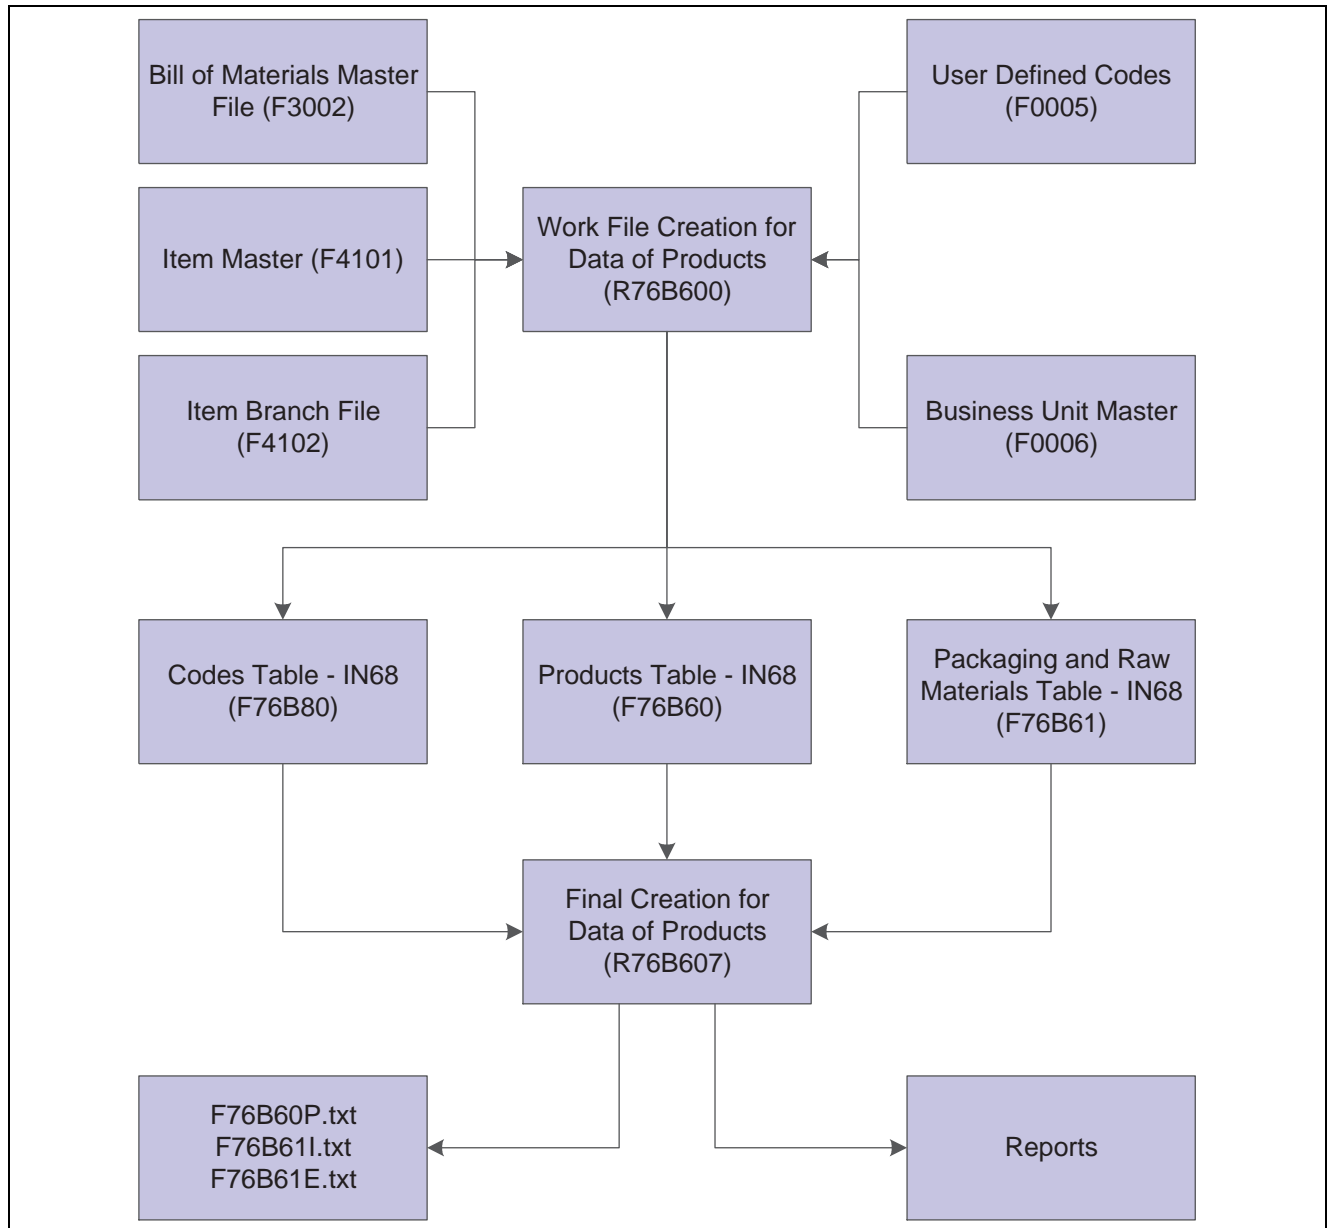 Bill of Materials Master
File (F3002)
User Defined Codes
(F0005)
Item Master (F4101)
Work File Creation for
Data of Products
(R76B600)
Item Branch File
(F4102)
Business Unit Master
(F0006)
Codes Table - IN68
(F76B80)
Products Table - IN68
(F76B60)
Packaging and Raw
Materials Table - IN68
(F76B61)
Final Creation for
Data of Products
(R76B607)
F76B60P.txt
F76B61I.txt
F76B61E.txt
Reports